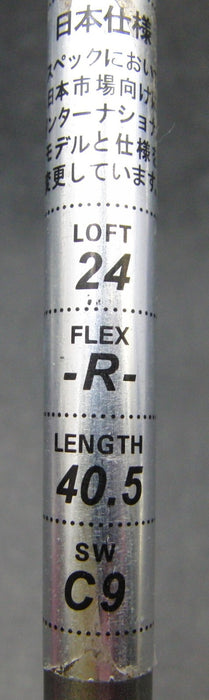 日本仕様
スペックにおいて
日本市場向け
ンターナショナ
モデルと仕様を
変更しています。
LOFT
24
FLEX
-R-
LENGTH
40.5
SW
C9